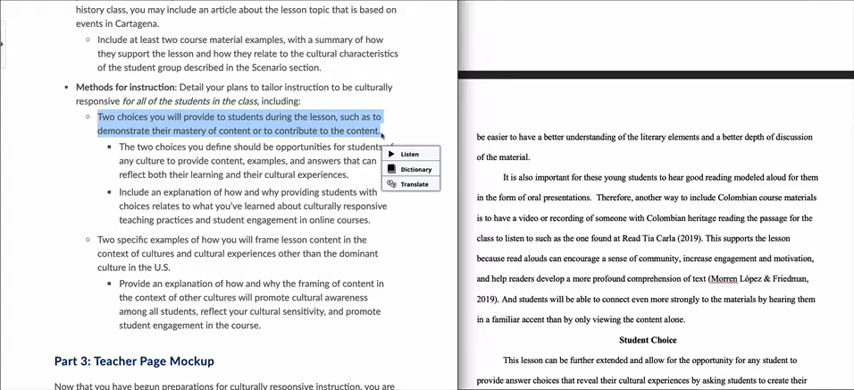 history class, you may include an article about the lesson topic that is based on
events in Cartagena.
Include at least two course material examples, with a summary of how
they support the lesson and how they relate to the cultural characteristics
of the student group described in the Scenario section.
Methods for instruction: Detail your plans to tailor instruction to be culturally
responsive for all of the students in the class, including:
Two choices you will provide to students during the lesson, such as to
demonstrate their mastery of content or to contribute to the content.
The two choices you define should be opportunities for students of
any culture to provide content, examples, and answers that can
reflect both their learning and their cultural experiences.
Include an explanation of how and why providing students with
choices relates to what you've learned about culturally responsive
teaching practices and student engagement in online courses.
Two specific examples of how you will frame lesson content in the
context of cultures and cultural experiences other than the dominant
culture in the U.S.
Provide an explanation of how and why the framing of content in
the context of other cultures will promote cultural awareness
among all students, reflect your cultural sensitivity, and promote
student engagement in the course.
Part 3: Teacher Page Mockup
Now that you have begun preparations for culturally responsive instruction, you are
Listen
Dictionary
Translate
be easier to have a better understanding of the literary elements and a better depth of discussion
of the material.
It is also important for these young students to hear good reading modeled aloud for them
in the form of oral presentations. Therefore, another way to include Colombian course materials
is to have a video or recording of someone with Colombian heritage reading the passage for the
class to listen to such as the one found at Read Tia Carla (2019). This supports the lesson
because read alouds can encourage a sense of community, increase engagement and motivation,
and help readers develop a more profound comprehension of text (Morren López & Friedman,
2019). And students will be able to connect even more strongly to the materials by hearing them
in a familiar accent than by only viewing the content alone.
Student Choice
This lesson can be further extended and allow for the opportunity for any student to
provide answer choices that reveal their cultural experiences by asking students to create their